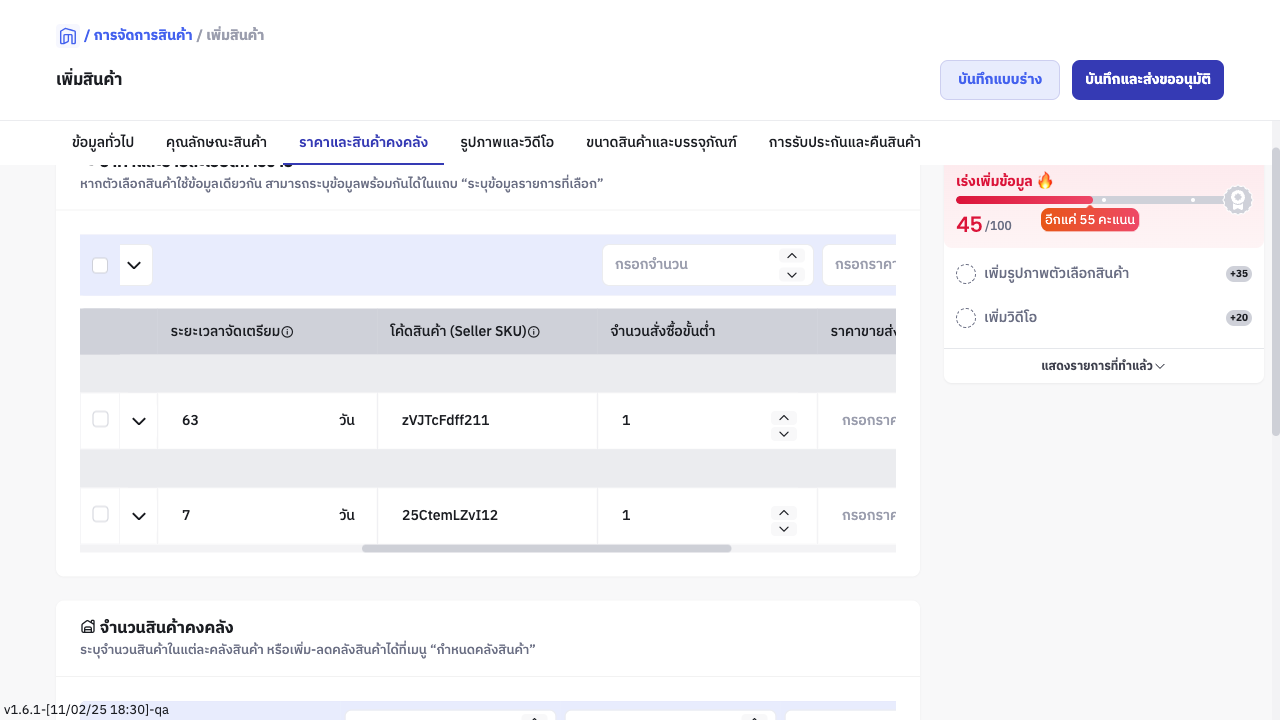 / การจัดการสินค้า / เพิ่มสินค้า
เพิ่มสินค้า
บันทึกแบบร่าง
บันทึกและส่งขออนุมัติ
ข้อมูลทั่วไป คุณลักษณะสินค้า ราคาและสินค้าคงคลัง รูปภาพและวิดีโอ ขนาดสินค้าและบรรจุภัณฑ์ การรับประกันและคืนสินค้า
หากตัวเลือกสินค้าใช้ข้อมูลเดียวกัน สามารถระบุข้อมูลพร้อมกันได้ในแถบ “ระบุข้อมูลรายการที่เลือก”
กรอกจำนวน กรอกราคา
ระยะเวลาจัดเตรียม โค้ดสินค้า (Seller SKU) จำนวนสั่งซื้อขั้นต่ำ ราคาขายส่ง
63 วัน zVJTcFdff211 1 กรอกราค
7 วัน 25CtemLZvI12 1 กรอกราค
จำนวนสินค้าคงคลัง
ระบุจำนวนสินค้าในแต่ละคลังสินค้า หรือเพิ่ม-ลดคลังสินค้าได้ที่เมนู “กำหนดคลังสินค้า”
เร่งเพิ่มข้อมูล 🔥
45 /100
อีกแค่ 55 คะแนน
เพิ่มรูปภาพตัวเลือกสินค้า +35
เพิ่มวิดีโอ +20
แสดงรายการที่ทำแล้ว
v1.6.1-[11/02/25 18:30]-qa